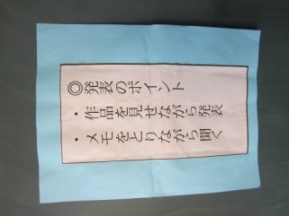 ◎発表のポイント
・作品を見せながら発表
・メモをとりながら聞く